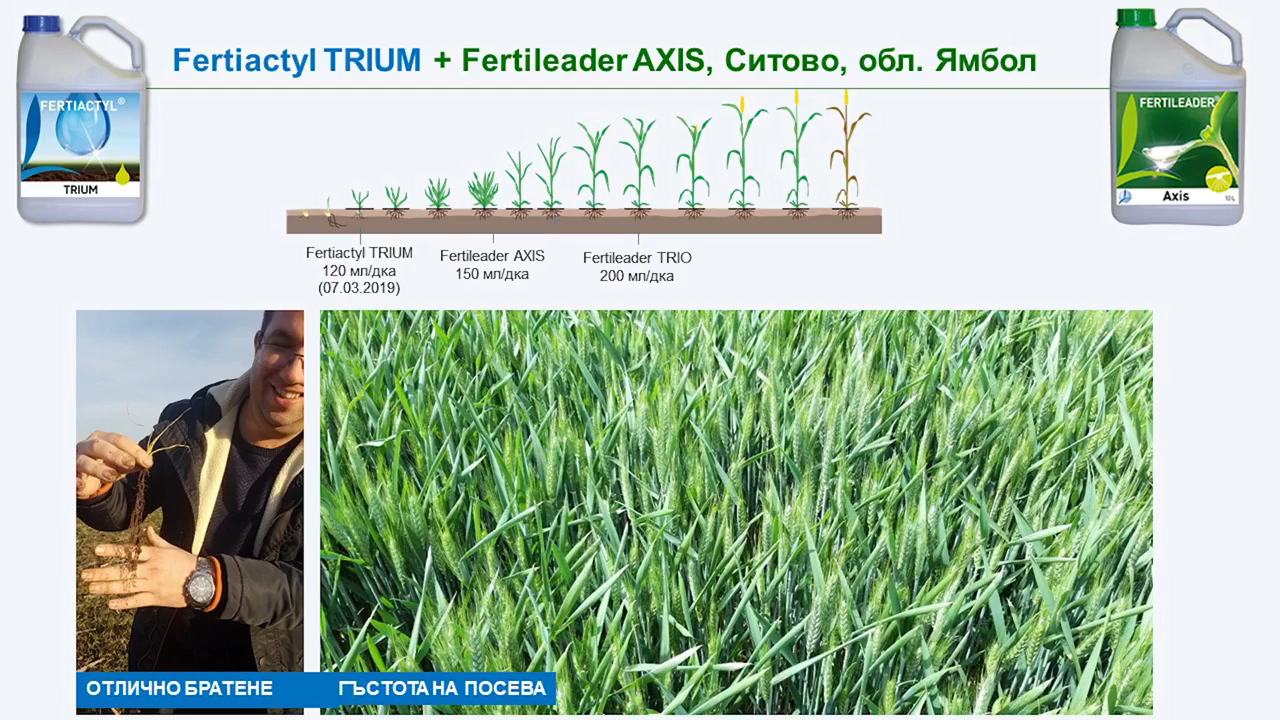 Fertiactyl TRIUM + Fertileader AXIS, Ситово, обл. Ямбол
FERTIACTYL®
TRIUM
FERTILEADER®
Axis
10 L
Fertiactyl TRIUM
120 мл/дка
(07.03.2019)
Fertileader AXIS
150 мл/дка
Fertileader TRIO
200 мл/дка
ОТЛИЧНО БРАТЕНЕ
ГЪСТОТА НА ПОСЕВА